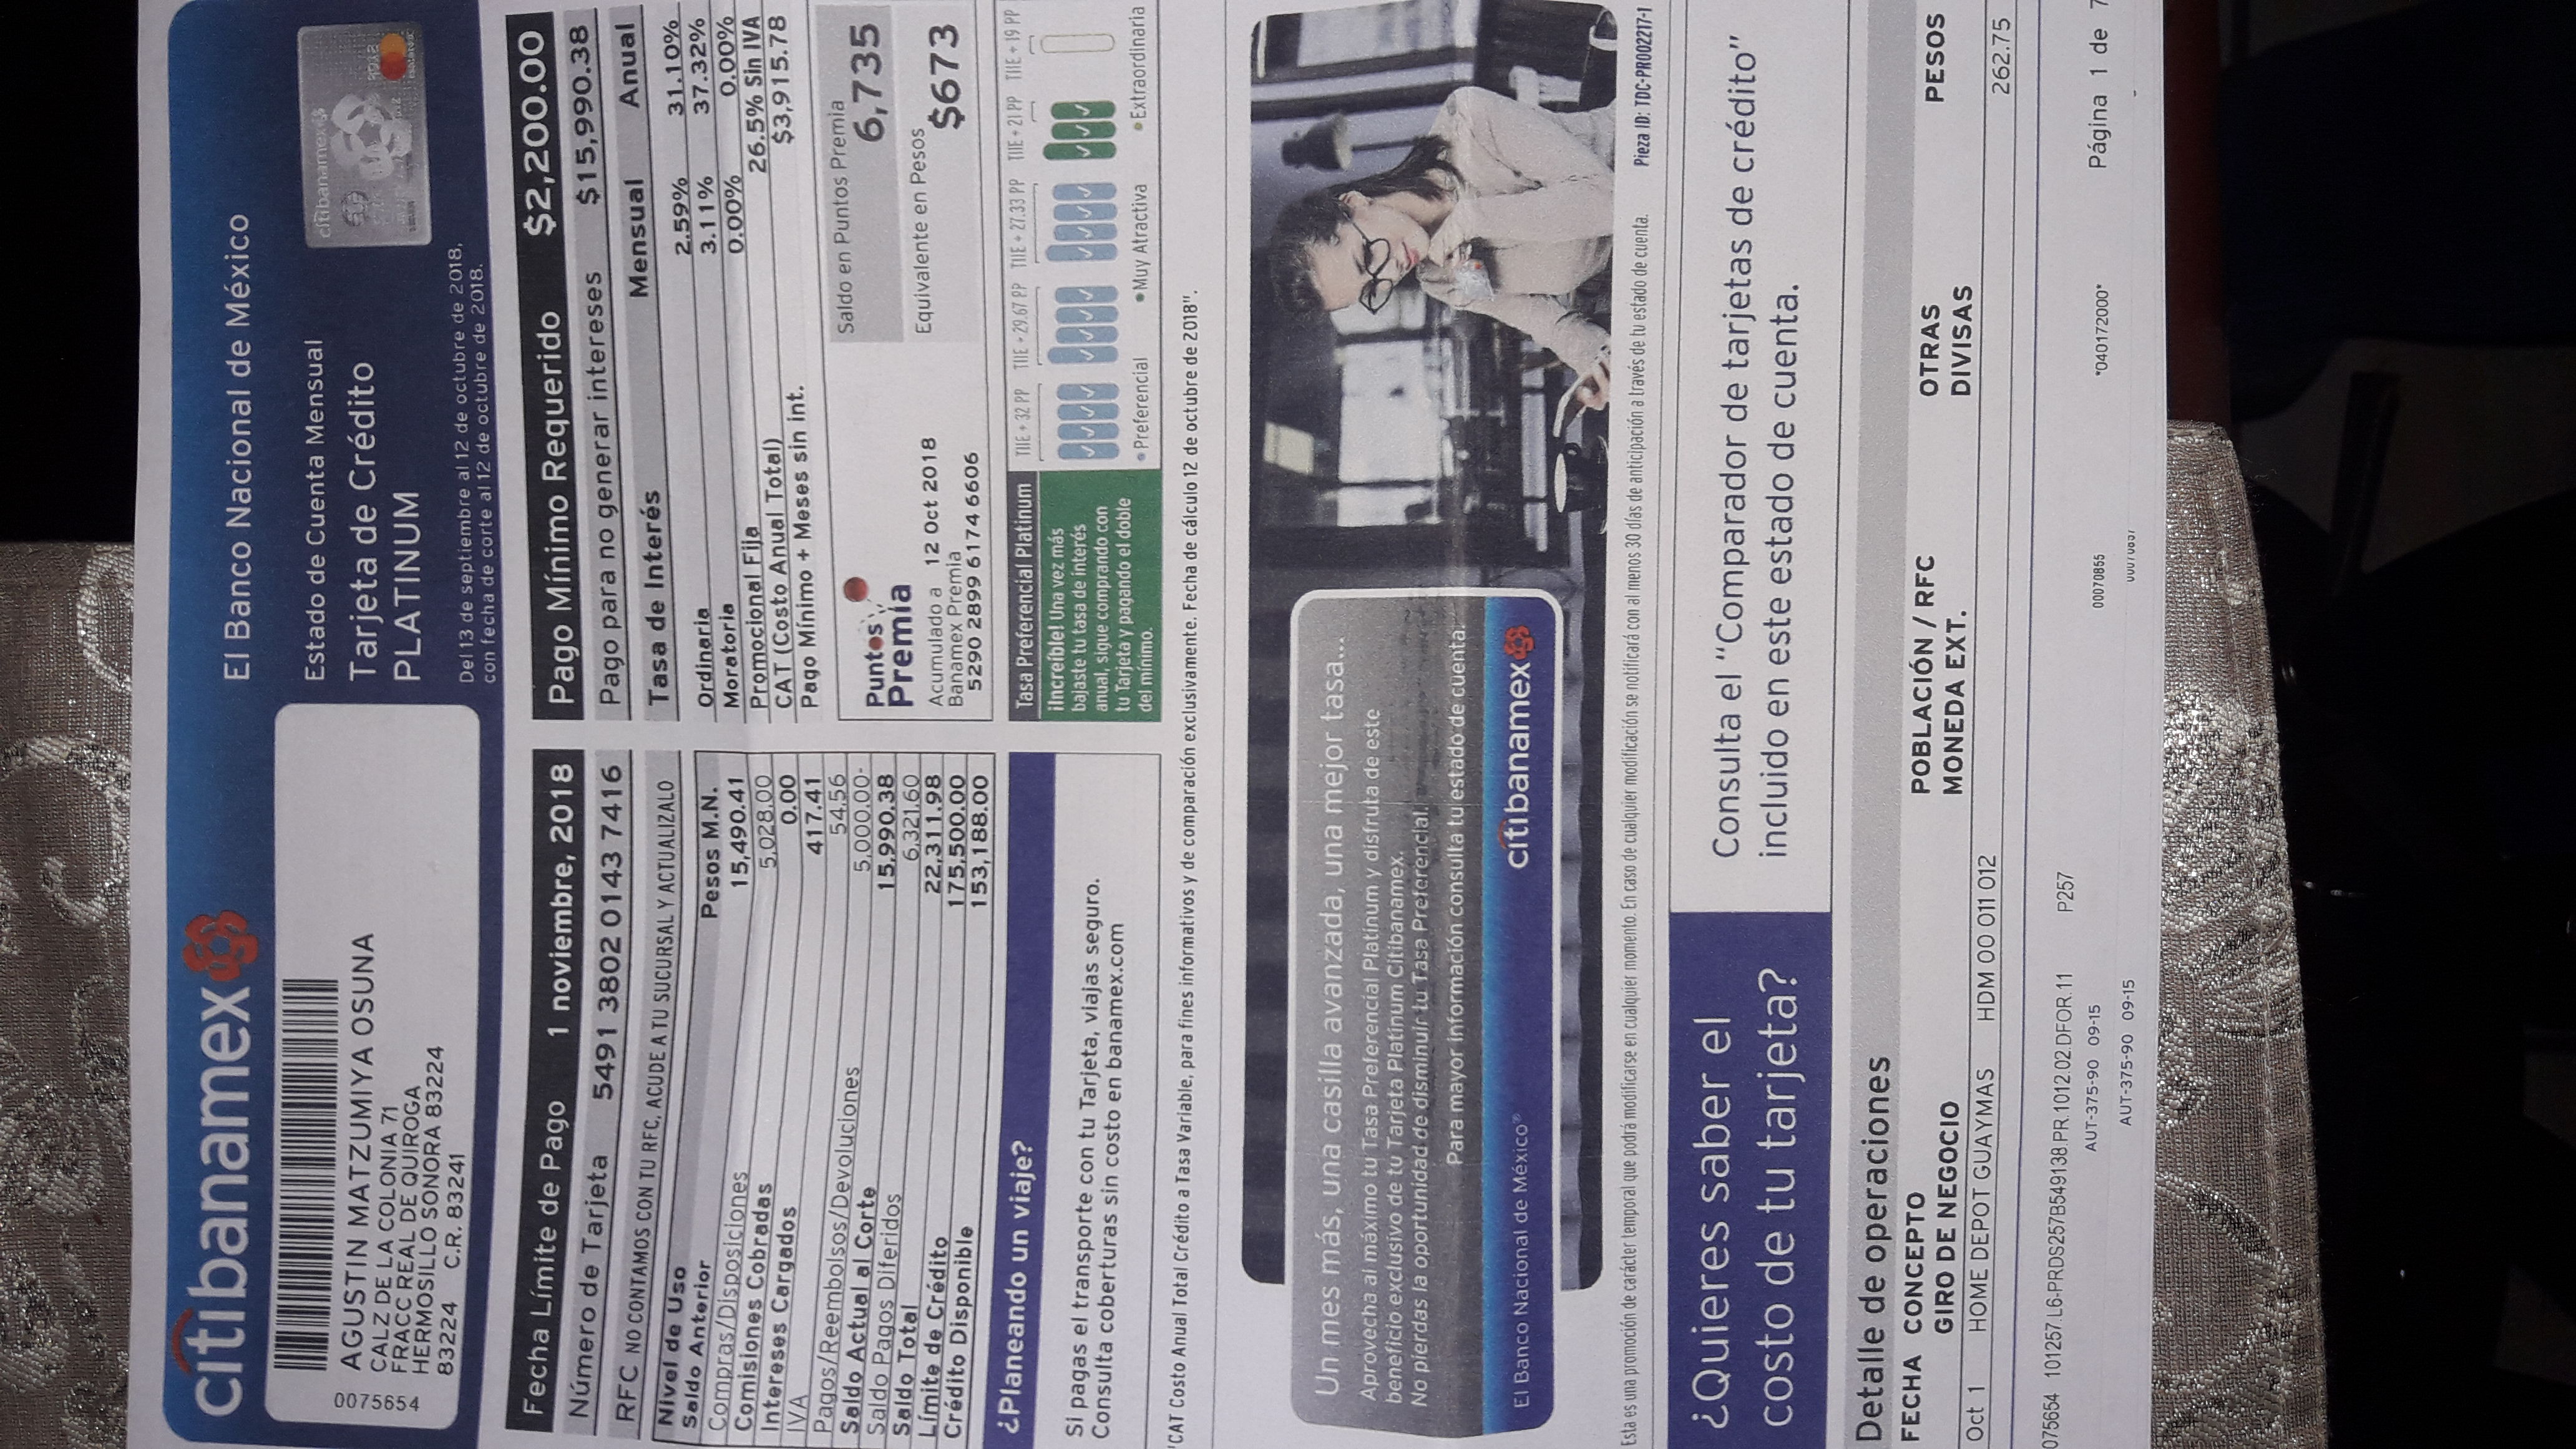 citibanamex
El Banco Nacional de México
Estado de Cuenta Mensual
Tarjeta de Crédito
PLATINUM
Del 13 de septiembre al 12 de octubre de 2018,
con fecha de corte al 12 de octubre de 2018.
citibanamex
0075654
AGUSTIN MATZUMIYA OSUNA
CALZ DE LA COLONIA 71
FRACC REAL DE QUIROGA
HERMOSILLO SONORA 83224
83224 C.R. 83241
Fecha Límite de Pago 1 noviembre, 2018
Número de Tarjeta 5491 3802 0143 7416
RFC NO CONTAMOS CON TU RFC, ACUDE A TU SUCURSAL Y ACTUALIZALO
Nivel de Uso Pesos M.N.
Saldo Anterior 15,490.41
Compras/Disposiciones 5,028.00
Comisiones Cobradas 0.00
Intereses Cargados 417.41
IVA 54.56
Pagos/Reembolsos/Devoluciones 5,000.00-
Saldo Actual al Corte 15,990.38
Saldo Pagos Diferidos 6,321.60
Saldo Total 22,311.98
Límite de Crédito 175,500.00
Crédito Disponible 153,188.00
Pago Mínimo Requerido $2,200.00
Pago para no generar intereses $15,990.38
Tasa de Interés Mensual Anual
Ordinaria 2.59% 31.10%
Moratoria 3.11% 37.32%
Promocional Fija 0.00% 0.00%
CAT (Costo Anual Total) 26.5% Sin IVA
Pago Mínimo + Meses sin int. $3,915.78
Puntos
Premia
Acumulado a 12 Oct 2018
Banamex Premia
5290 2899 6174 6606
Saldo en Puntos Premia
6,735
Equivalente en Pesos
$673
¿Planeando un viaje?
Si pagas el transporte con tu Tarjeta, viajas seguro.
Consulta coberturas sin costo en banamex.com
Tasa Preferencial Platinum
¡Increíble! Una vez más
bajaste tu tasa de interés
anual, sigue comprando con
tu Tarjeta y pagando el doble
del mínimo.
TIIE + 32 PP TIIE + 29.67 PP TIIE + 27.33 PP TIIE + 21 PP TIIE + 19 PP
Preferencial Muy Atractiva Extraordinaria
"CAT Costo Anual Total Crédito a Tasa Variable, para fines informativos y de comparación exclusivamente. Fecha de cálculo 12 de octubre de 2018".
Un mes más, una casilla avanzada, una mejor tasa...
Aprovecha al máximo tu Tasa Preferencial Platinum y disfruta de este
beneficio exclusivo de tu Tarjeta Platinum Citibanamex.
No pierdas la oportunidad de disminuir tu Tasa Preferencial.
Para mayor información consulta tu estado de cuenta.
El Banco Nacional de México®
citibanamex
Esta es una promoción de carácter temporal que podrá modificarse en cualquier momento. En caso de cualquier modificación se notificará con al menos 30 días de anticipación a través de tu estado de cuenta. Pieza ID: TDC-PR002217-1
¿Quieres saber el
costo de tu tarjeta?
Consulta el "Comparador de tarjetas de crédito"
incluido en este estado de cuenta.
Detalle de operaciones
FECHA CONCEPTO POBLACIÓN / RFC OTRAS PESOS
GIRO DE NEGOCIO MONEDA EXT. DIVISAS
Oct 1 HOME DEPOT GUAYMAS HDM 00 011 012 262.75
075654 101257.L6-PRDS257B549138.PR.1012.02.DFOR.11 P257
AUT-375-90 09-15 00070855 *040172000* Página 1 de 7
AUT-375-90 09-15